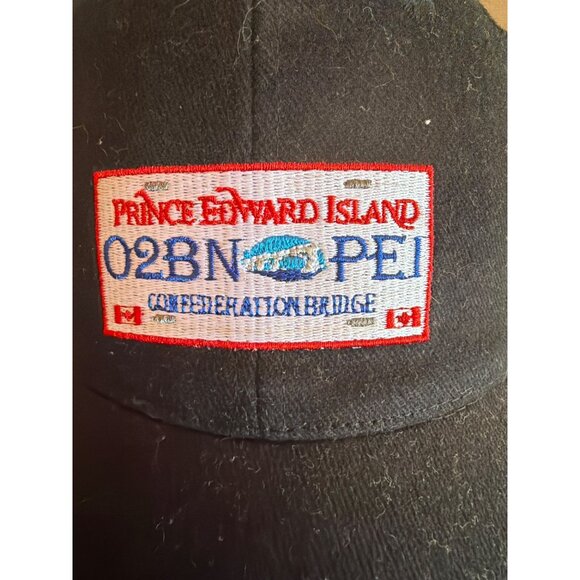 PRINCE EDWARD ISLAND
02BN PEI
CONFEDERATION BRIDGE